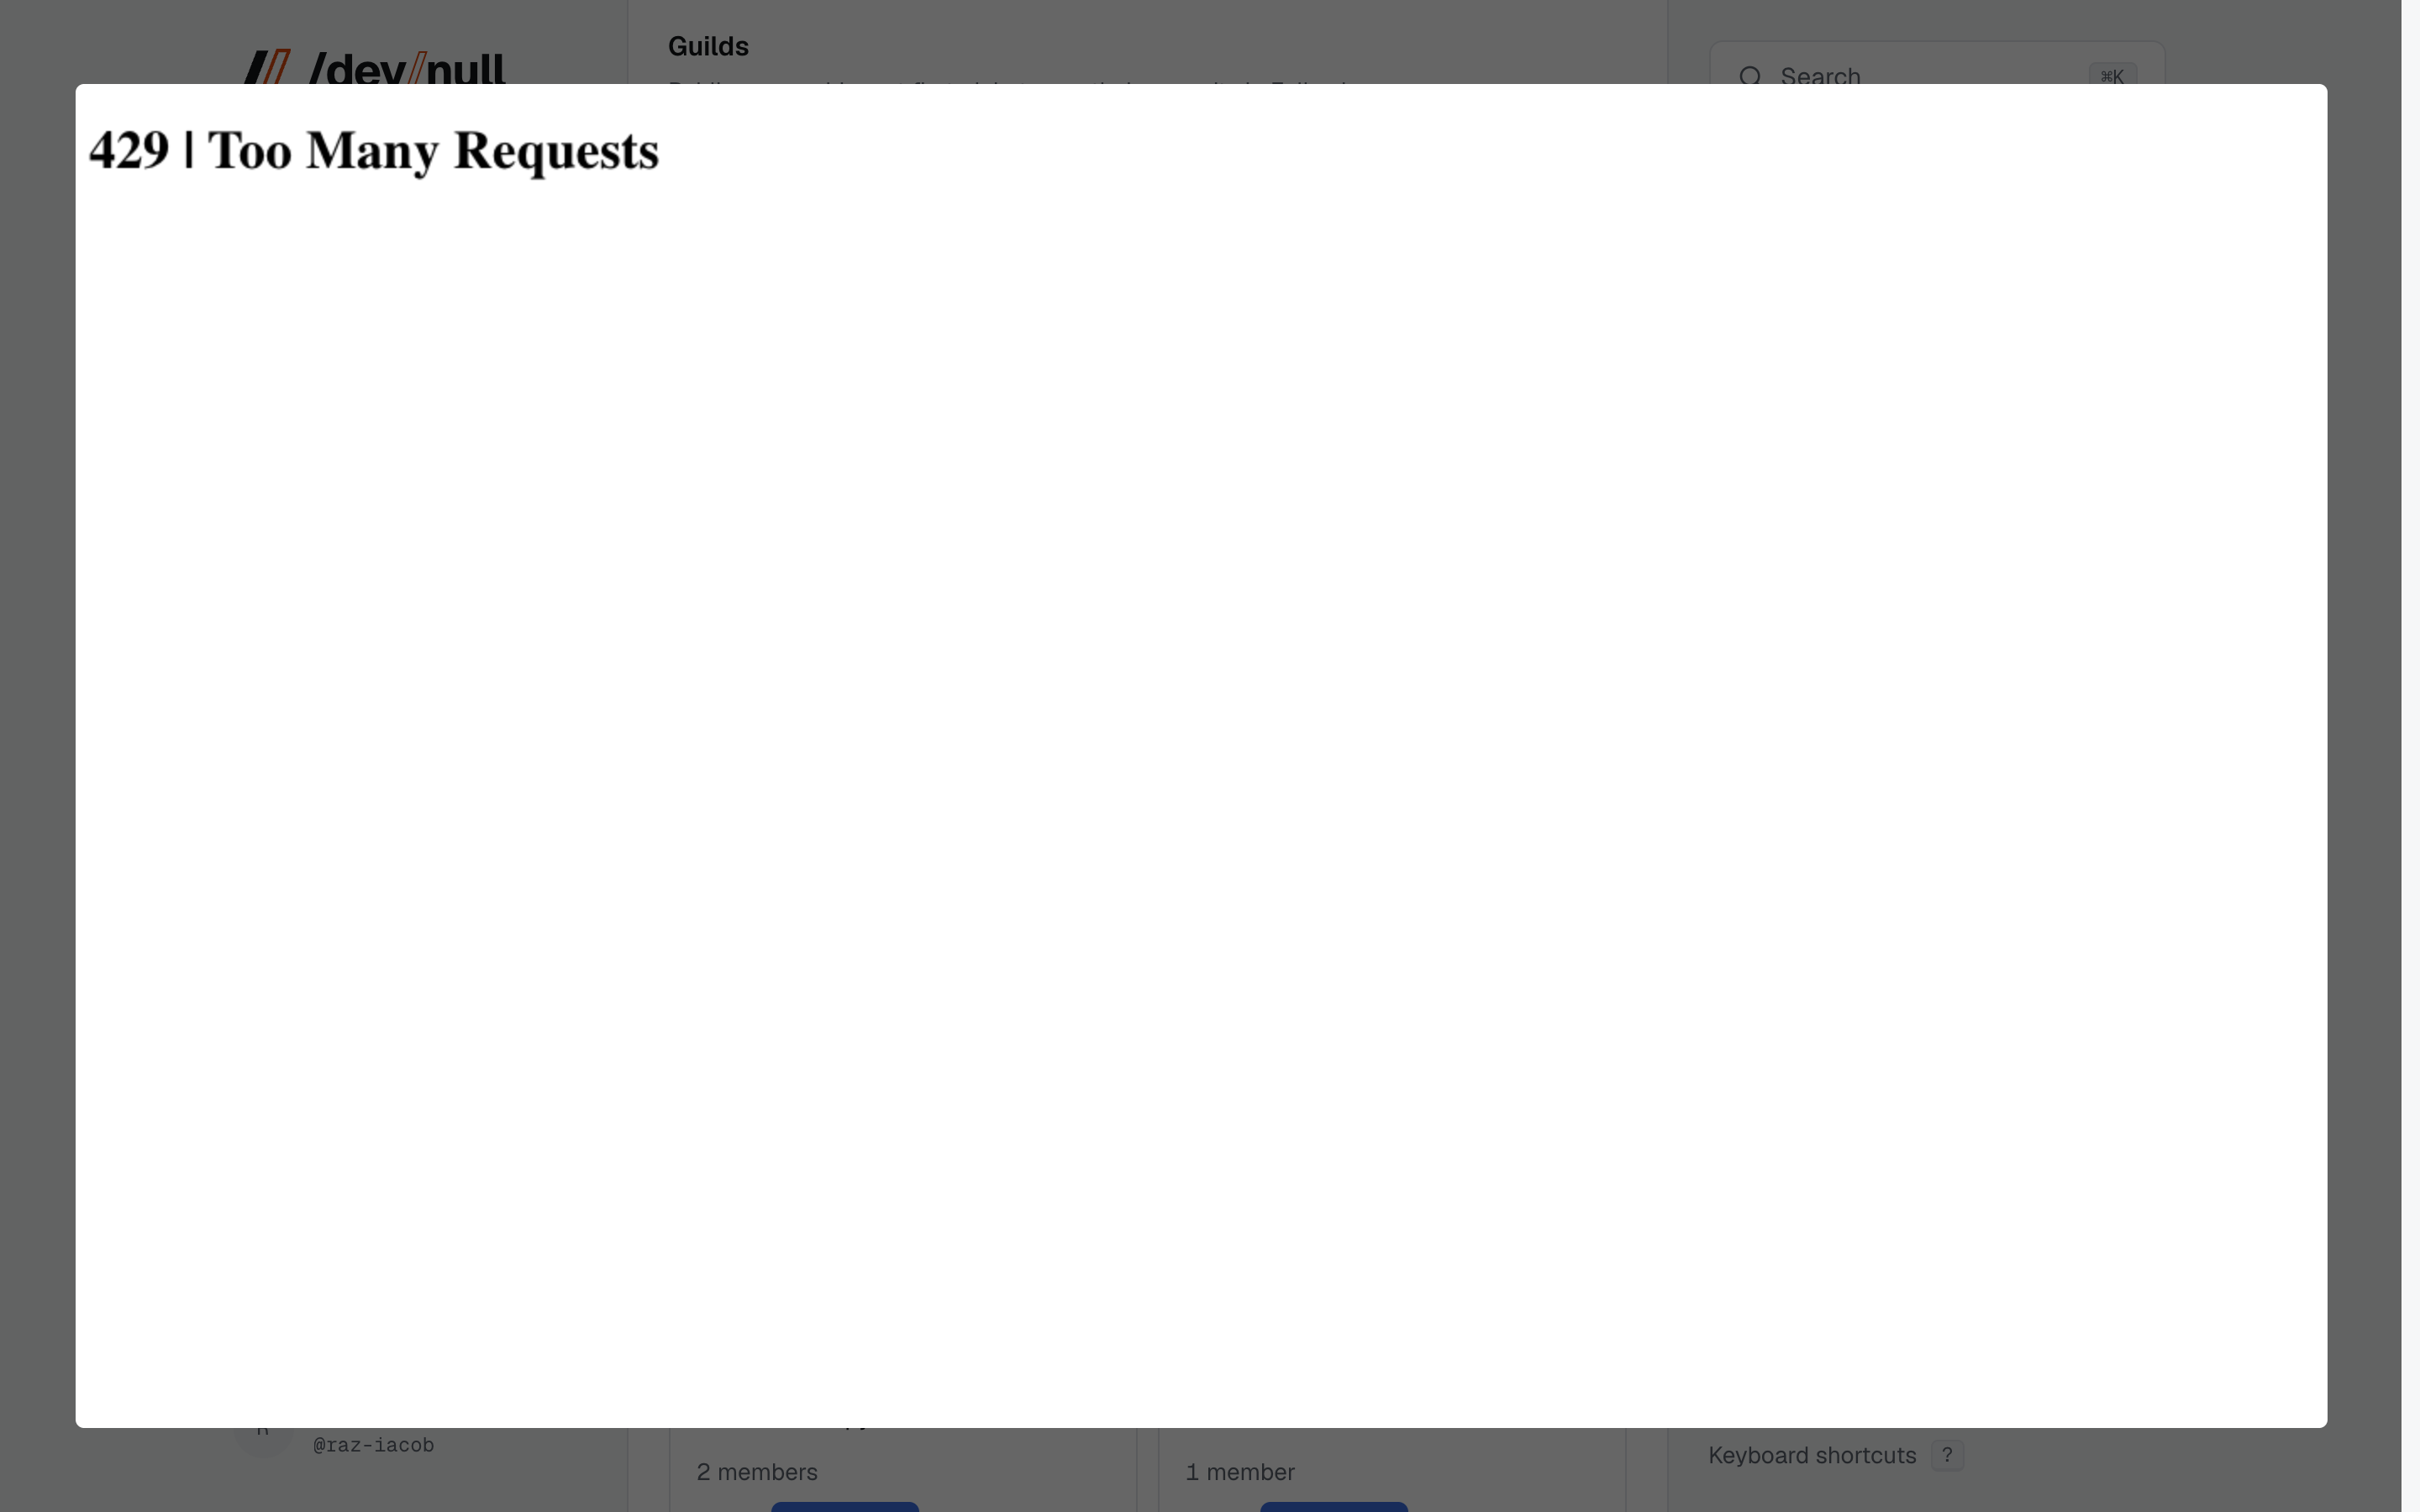 /dev//null
Guilds
Search
⌘K
429 | Too Many Requests
@raz-iacob
2 members
1 member
Keyboard shortcuts ?